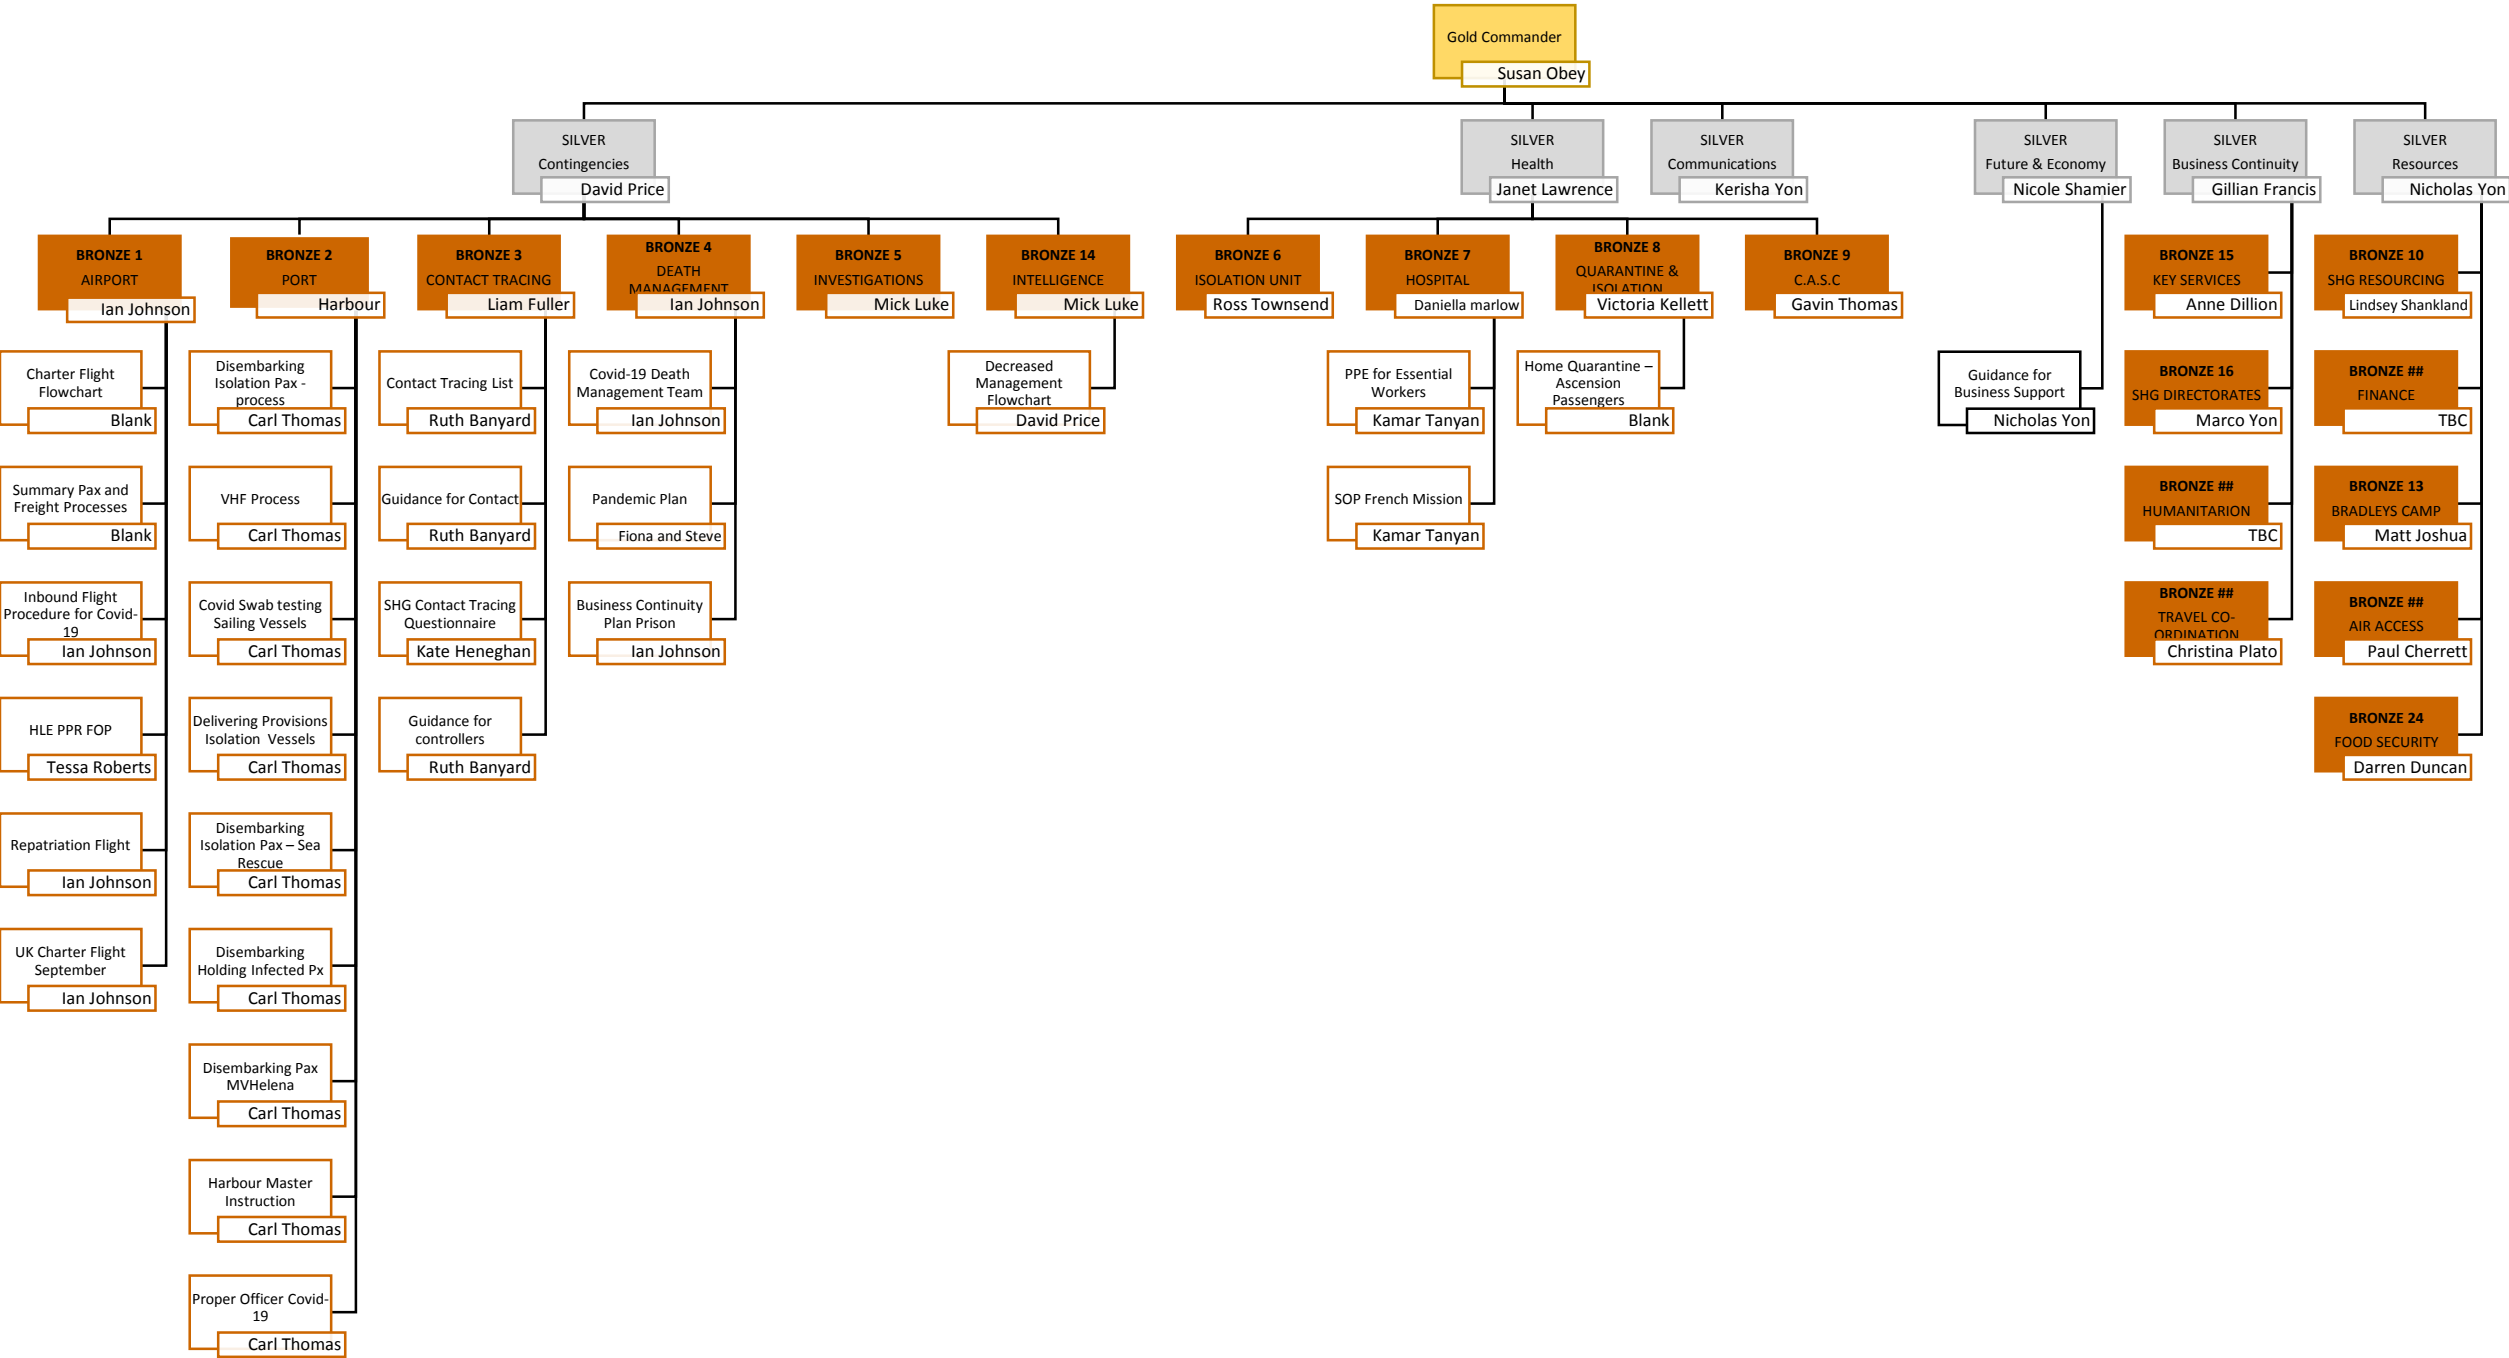 Gold Commander
Susan Obey
SILVER
Contingencies
David Price
SILVER
Health
Janet Lawrence
SILVER
Communications
Kerisha Yon
SILVER
Future & Economy
Nicole Shamier
SILVER
Business Continuity
Gillian Francis
SILVER
Resources
Nicholas Yon
BRONZE 1
AIRPORT
Ian Johnson
Charter Flight
Flowchart
Blank
Summary Pax and
Freight Processes
Blank
Inbound Flight
Procedure for Covid-
19
Ian Johnson
HLE PPR FOP
Tessa Roberts
Repatriation Flight
Ian Johnson
UK Charter Flight
September
Ian Johnson
BRONZE 2
PORT
Harbour
Disembarking
Isolation Pax -
process
Carl Thomas
VHF Process
Carl Thomas
Covid Swab testing
Sailing Vessels
Carl Thomas
Delivering Provisions
Isolation Vessels
Carl Thomas
Disembarking
Isolation Pax – Sea
Rescue
Carl Thomas
Disembarking
Holding Infected Px
Carl Thomas
Disembarking Pax
MVHelena
Carl Thomas
Harbour Master
Instruction
Carl Thomas
Proper Officer Covid-
19
Carl Thomas
BRONZE 3
CONTACT TRACING
Liam Fuller
Contact Tracing List
Ruth Banyard
Guidance for Contact
Ruth Banyard
SHG Contact Tracing
Questionnaire
Kate Heneghan
Guidance for
controllers
Ruth Banyard
BRONZE 4
DEATH
MANAGEMENT
Ian Johnson
Covid-19 Death
Management Team
Ian Johnson
Pandemic Plan
Fiona and Steve
Business Continuity
Plan Prison
Ian Johnson
BRONZE 5
INVESTIGATIONS
Mick Luke
BRONZE 14
INTELLIGENCE
Mick Luke
Decreased
Management
Flowchart
David Price
BRONZE 6
ISOLATION UNIT
Ross Townsend
BRONZE 7
HOSPITAL
Daniella marlow
PPE for Essential
Workers
Kamar Tanyan
SOP French Mission
Kamar Tanyan
BRONZE 8
QUARANTINE &
ISOLATION
Victoria Kellett
Home Quarantine –
Ascension
Passengers
Blank
BRONZE 9
C.A.S.C
Gavin Thomas
Guidance for
Business Support
Nicholas Yon
BRONZE 15
KEY SERVICES
Anne Dillion
BRONZE 16
SHG DIRECTORATES
Marco Yon
BRONZE ##
HUMANITARION
TBC
BRONZE ##
TRAVEL CO-
ORDINATION
Christina Plato
BRONZE 10
SHG RESOURCING
Lindsey Shankland
BRONZE ##
FINANCE
TBC
BRONZE 13
BRADLEYS CAMP
Matt Joshua
BRONZE ##
AIR ACCESS
Paul Cherrett
BRONZE 24
FOOD SECURITY
Darren Duncan